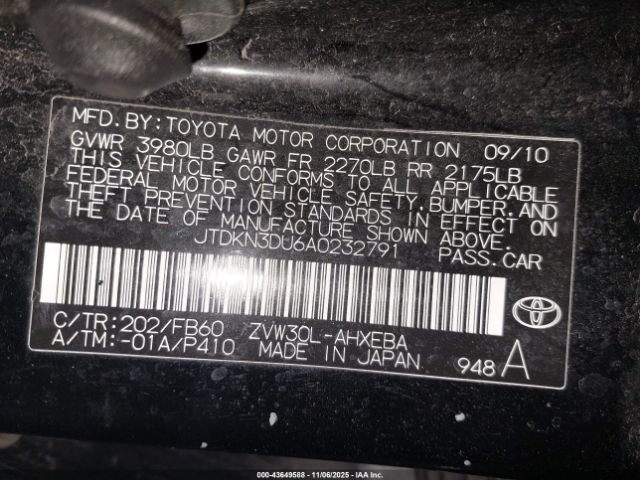 MFD. BY: TOYOTA MOTOR CORPORATION 09/10
GVWR 3980LB GAWR FR 2270LB RR 2175LB
THIS VEHICLE CONFORMS TO ALL APPLICABLE
FEDERAL MOTOR VEHICLE SAFETY, BUMPER, AND
THEFT PREVENTION STANDARDS IN EFFECT ON
THE DATE OF MANUFACTURE SHOWN ABOVE.
JTDKN3DU6A0232791 PASS.CAR
C/TR:202/FB60 ZVW30L-AHXEBA
A/TM:-01A/P410 MADE IN JAPAN 948 A
000-43649588 - 11/06/2025 - IAA Inc.